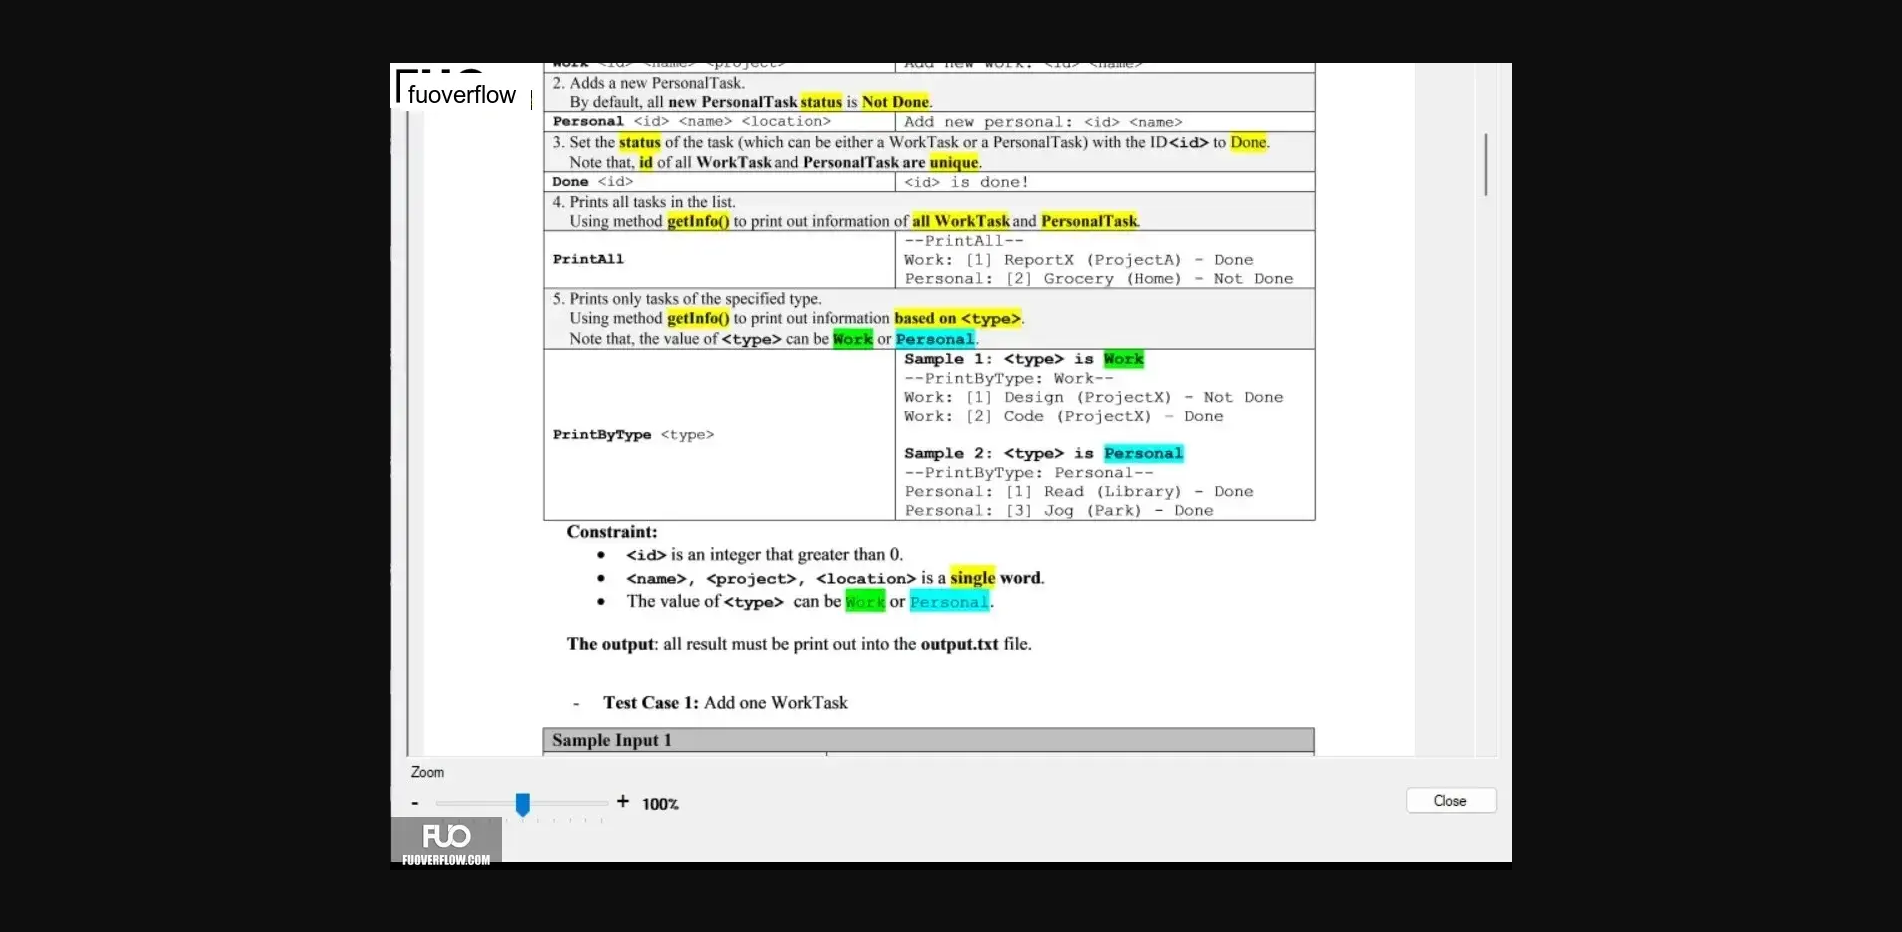 FUO
fuoverflow
Work <id> <name> <project> Add new work: <id> <name>
2. Adds a new PersonalTask.
By default, all new PersonalTask status is Not Done.
Personal <id> <name> <location> Add new personal: <id> <name>
3. Set the status of the task (which can be either a WorkTask or a PersonalTask) with the ID<id> to Done.
Note that, id of all WorkTask and PersonalTask are unique.
Done <id> <id> is done!
4. Prints all tasks in the list.
Using method getInfo() to print out information of all WorkTask and PersonalTask.
--PrintAll--
PrintAll Work: [1] ReportX (ProjectA) - Done
Personal: [2] Grocery (Home) - Not Done
5. Prints only tasks of the specified type.
Using method getInfo() to print out information based on <type>.
Note that, the value of <type> can be Work or Personal.
Sample 1: <type> is Work
--PrintByType: Work--
Work: [1] Design (ProjectX) - Not Done
Work: [2] Code (ProjectX) - Done
PrintByType <type>
Sample 2: <type> is Personal
--PrintByType: Personal--
Personal: [1] Read (Library) - Done
Personal: [3] Jog (Park) - Done
Constraint:
• <id> is an integer that greater than 0.
• <name>, <project>, <location> is a single word.
• The value of <type> can be Work or Personal.
The output: all result must be print out into the output.txt file.
- Test Case 1: Add one WorkTask
Sample Input 1
Zoom
- + 100%
Close
FUO
FUOVERFLOW.COM